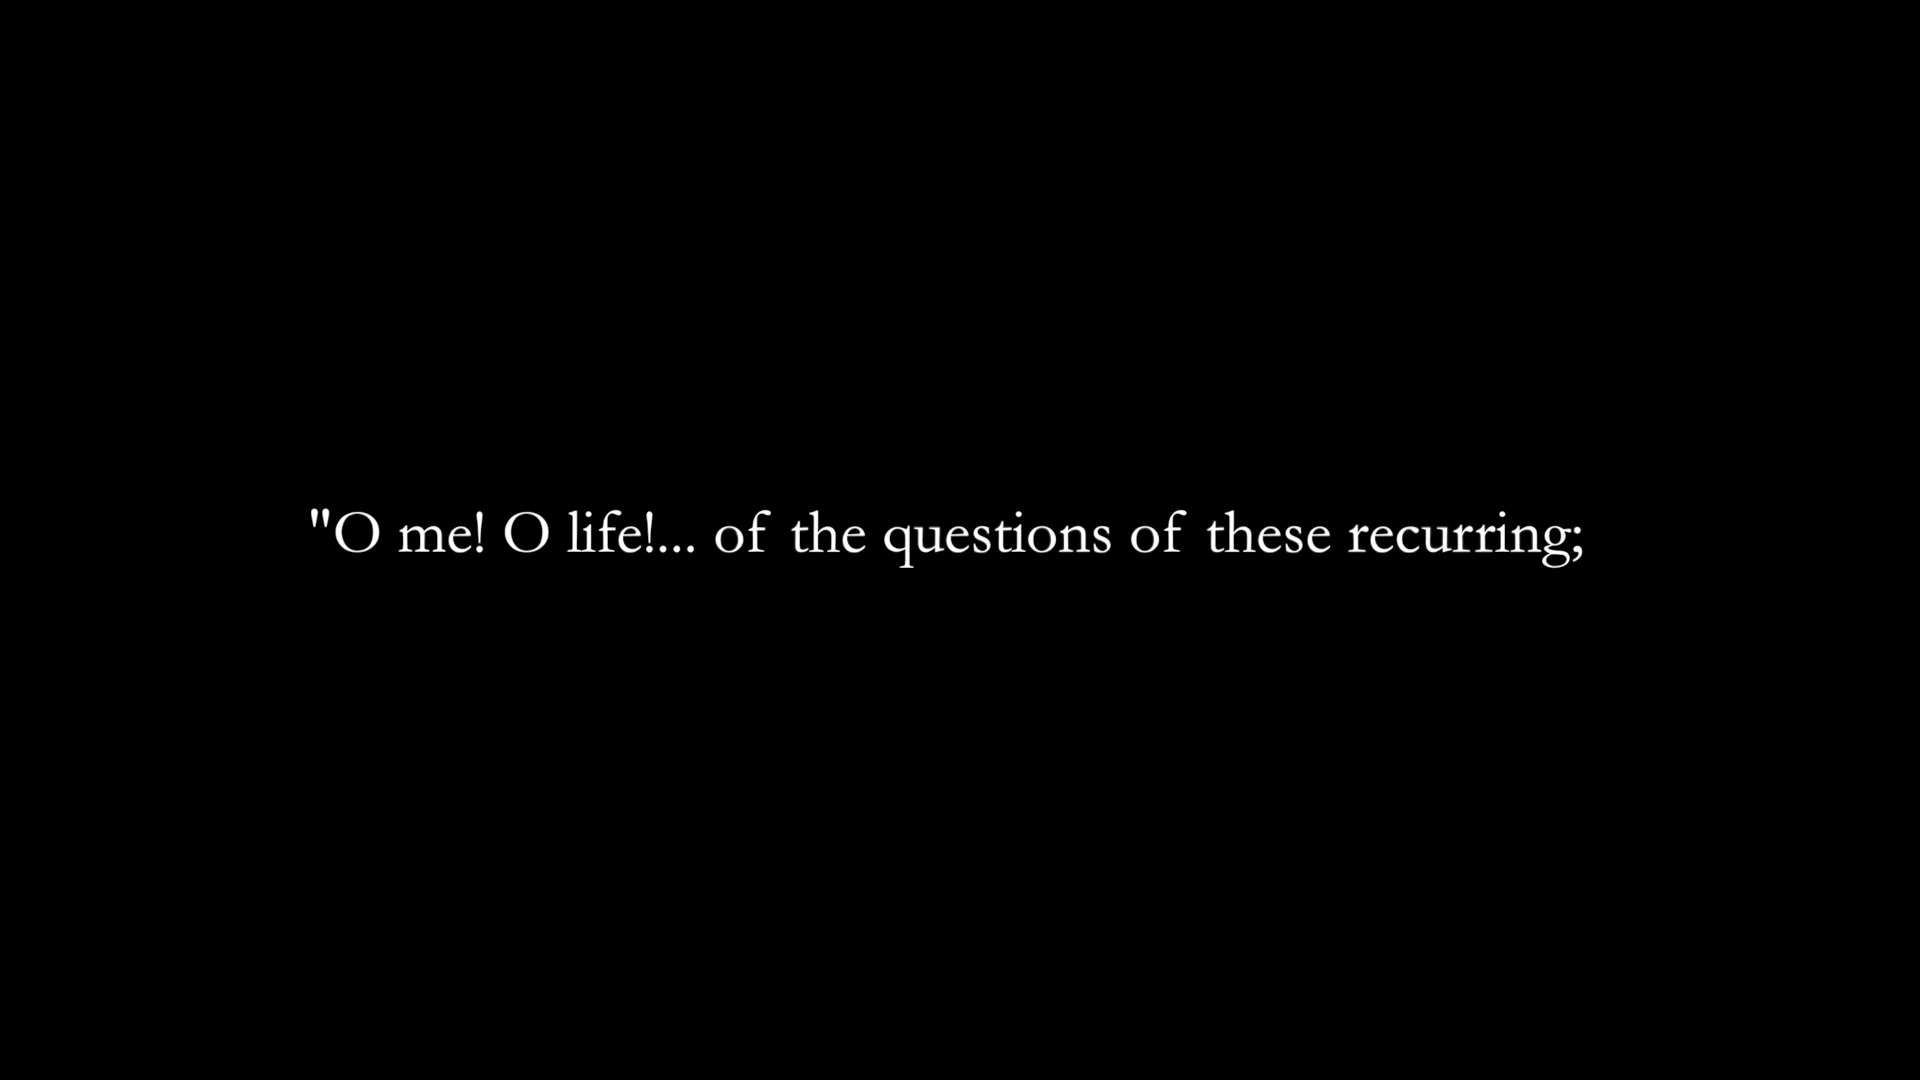 "O me! O life!... of the questions of these recurring;